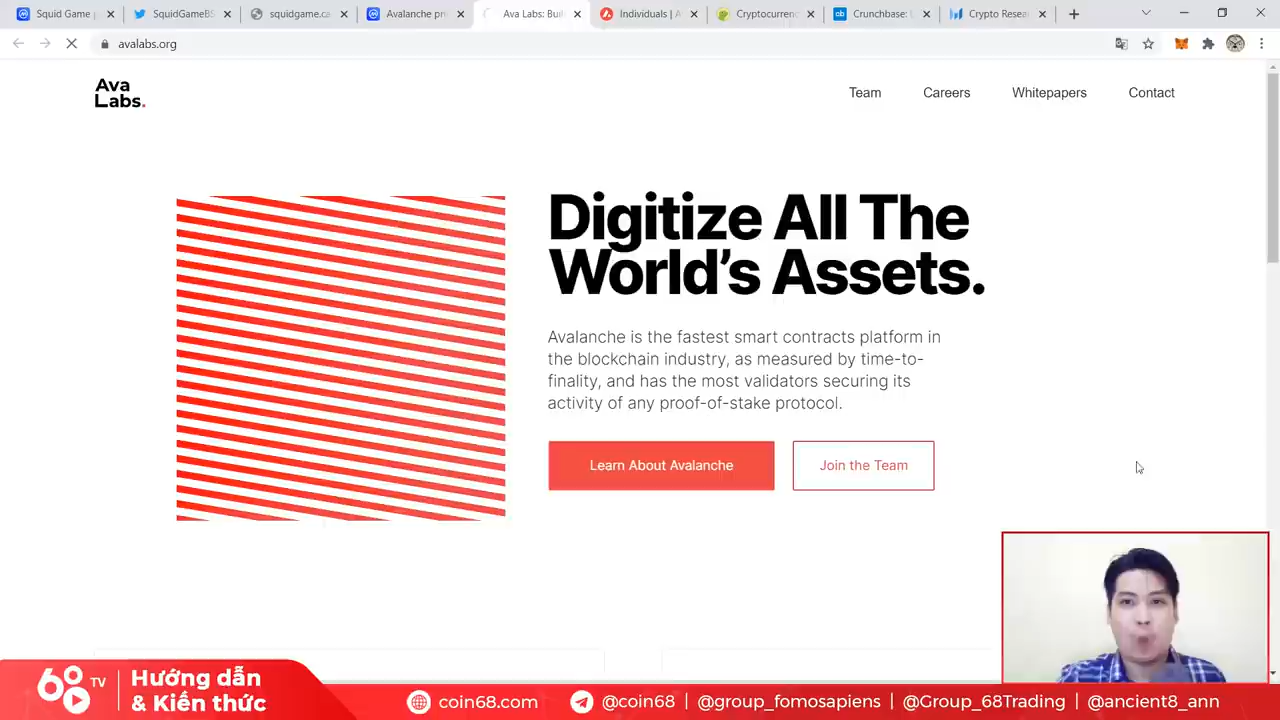 Squid Game p
SquidGameBS
squidgame.ca
Avalanche pri
Ava Labs: Buil
Individuals | A
Cryptocurrenc
Crunchbase: L
Crypto Resea
avalabs.org
Ava
Labs.
Team
Careers
Whitepapers
Contact
Digitize All The
World's Assets.
Avalanche is the fastest smart contracts platform in
the blockchain industry, as measured by time-to-
finality, and has the most validators securing its
activity of any proof-of-stake protocol.
Learn About Avalanche
Join the Team
68 TV
Hướng dẫn
& Kiến thức
coin68.com
@coin68 | @group_fomosapiens | @Group_68Trading | @ancient8_ann